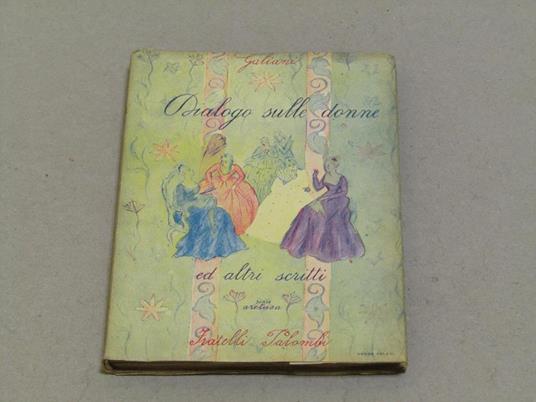 Galiani
Dialogo sulle donne
ed altri scritti
serie
aretusa
Fratelli Palombi